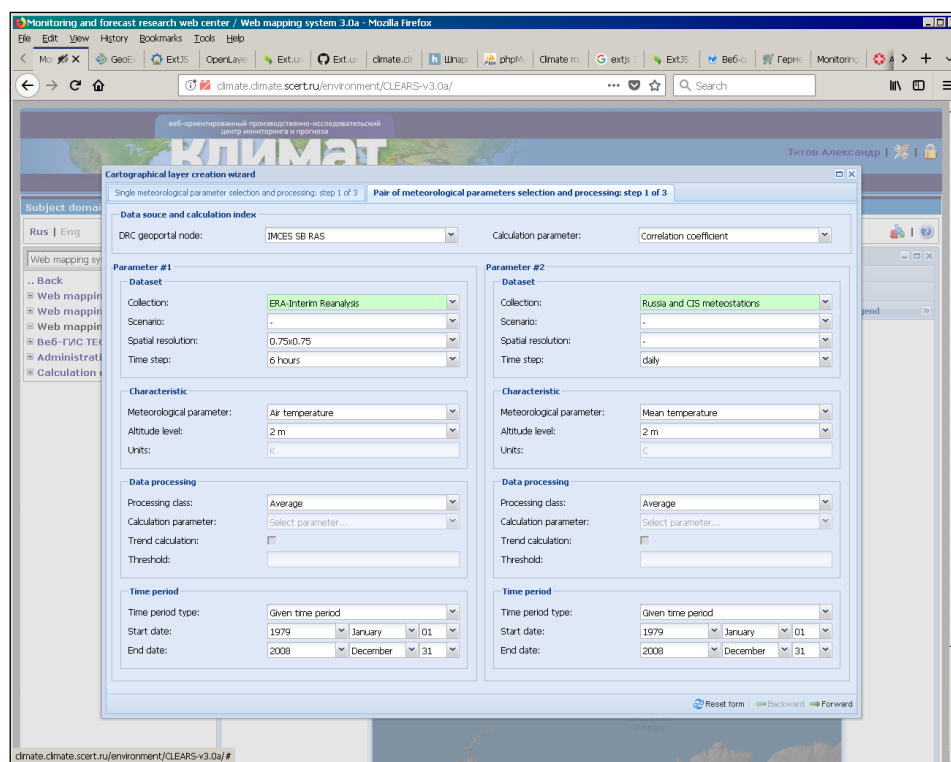 Monitoring and forecast research web center / Web mapping system 3.0a - Mozilla Firefox
File Edit View History Bookmarks Tools Help
GeoE ExtJS OpenLaye Ext.u Ext.u climate.cli phpM Climate m extjs ExtJS Веб-о Герме Monitoring
climate.climate.scert.ru/environment/CLEARS-v3.0a/ Search
веб-ориентированный производственно-исследовательский
центр мониторинга и прогноза
КЛИМАТ
Титов Александр
Cartographical layer creation wizard
Single meteorological parameter selection and processing: step 1 of 3 Pair of meteorological parameters selection and processing: step 1 of 3
Subject domai
Data souce and calculation index
Rus | Eng DRC geoportal node: IMCES SB RAS Calculation parameter: Correlation coefficient
Web mapping sy
Parameter #1 Parameter #2
.. Back Dataset Dataset
Web mappin Collection: ERA-Interim Reanalysis Collection: Russia and CIS meteostations
Web mappin Scenario: - Scenario: - gend
Web mappin
Веб-ГИС ТЕ Spatial resolution: 0.75x0.75 Spatial resolution: -
Administrati Time step: 6 hours Time step: daily
Calculation
Characteristic Characteristic
Meteorological parameter: Air temperature Meteorological parameter: Mean temperature
Altitude level: 2 m Altitude level: 2 m
Units: K Units: C
Data processing Data processing
Processing class: Average Processing class: Average
Calculation parameter: Select parameter... Calculation parameter: Select parameter...
Trend calculation: Trend calculation:
Threshold: Threshold:
Time period Time period
Time period type: Given time period Time period type: Given time period
Start date: 1979 January 01 Start date: 1979 January 01
End date: 2008 December 31 End date: 2008 December 31
Reset form Backward Forward
Ocean
climate.climate.scert.ru/environment/CLEARS-v3.0a/#